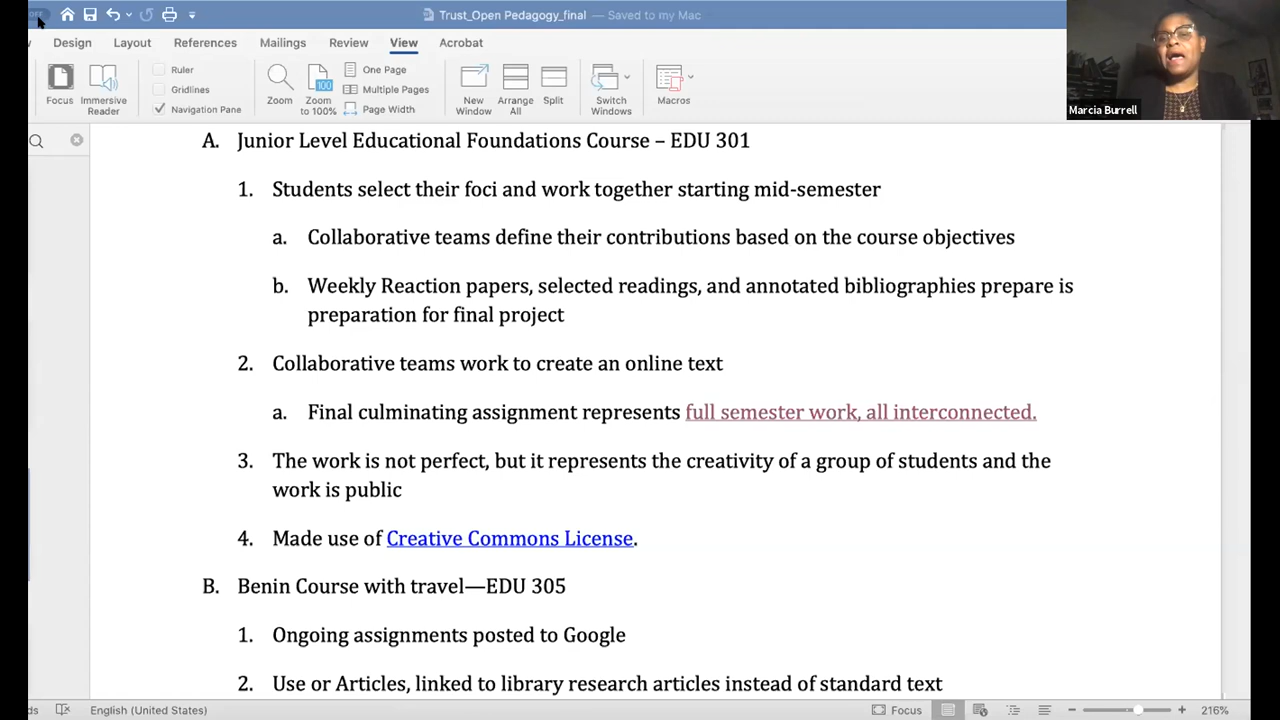 OFF
Trust_Open Pedagogy_final — Saved to my Mac
Design Layout References Mailings Review View Acrobat
Focus
Immersive
Reader
Ruler
Gridlines
Navigation Pane
Zoom
Zoom
to 100%
100
One Page
Multiple Pages
Page Width
New
Window
Arrange
All
Split
Switch
Windows
Macros
Marcia Burrell
A. Junior Level Educational Foundations Course – EDU 301
1. Students select their foci and work together starting mid-semester
a. Collaborative teams define their contributions based on the course objectives
b. Weekly Reaction papers, selected readings, and annotated bibliographies prepare is
preparation for final project
2. Collaborative teams work to create an online text
a. Final culminating assignment represents full semester work, all interconnected.
3. The work is not perfect, but it represents the creativity of a group of students and the
work is public
4. Made use of Creative Commons License.
B. Benin Course with travel—EDU 305
1. Ongoing assignments posted to Google
2. Use or Articles, linked to library research articles instead of standard text
ds English (United States) Focus 216%